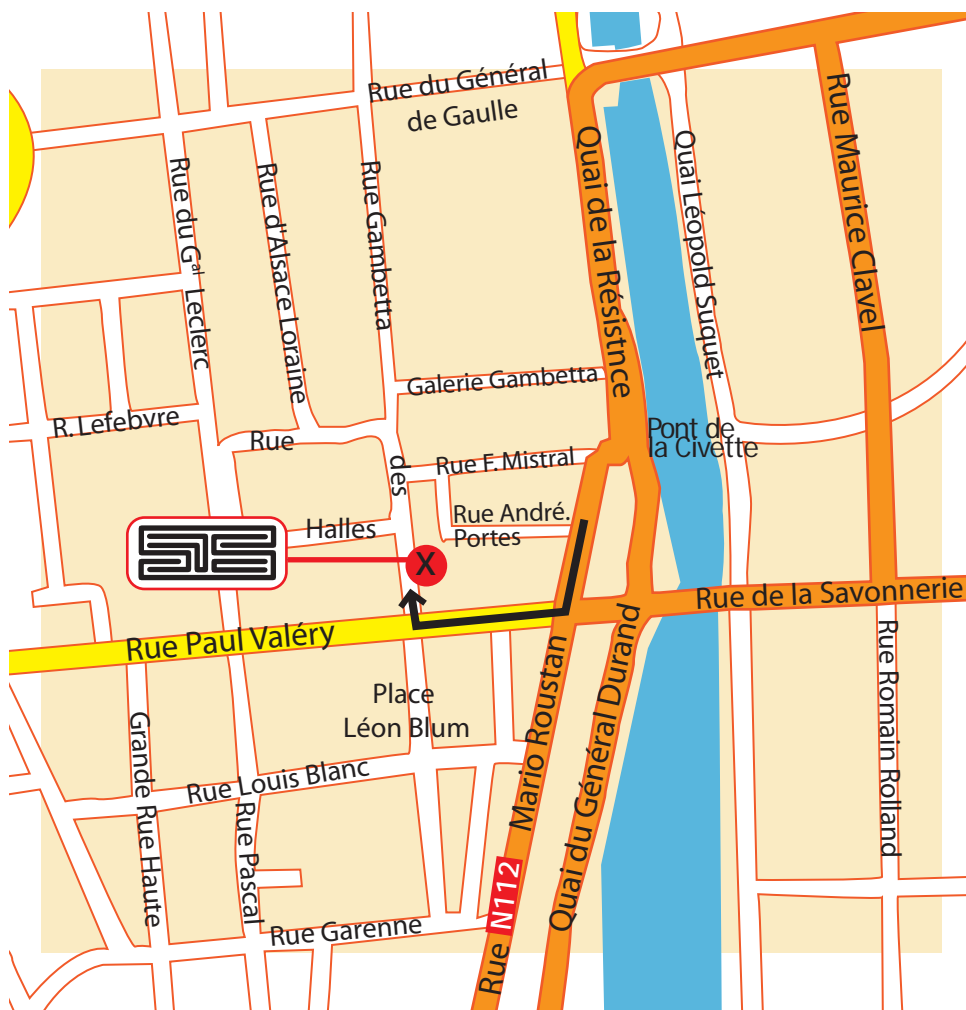 Rue du Général
de Gaulle
Rue du Gal Leclerc
Rue d'Alsace Loraine
Rue Gambetta
Quai de la Résistnce
Quai Léopold Suquet
Rue Maurice Clavel
Galerie Gambetta
R. Lefebvre
Rue
des
Halles
Rue F. Mistral
Pont de
la Civette
Rue André.
Portes
X
Rue de la Savonnerie
Rue Paul Valéry
Place
Léon Blum
Rue N112 Mario Roustan
Quai du Général Durand
Rue Romain Rolland
Grande Rue Haute
Rue Louis Blanc
Rue Pascal
Rue Garenne